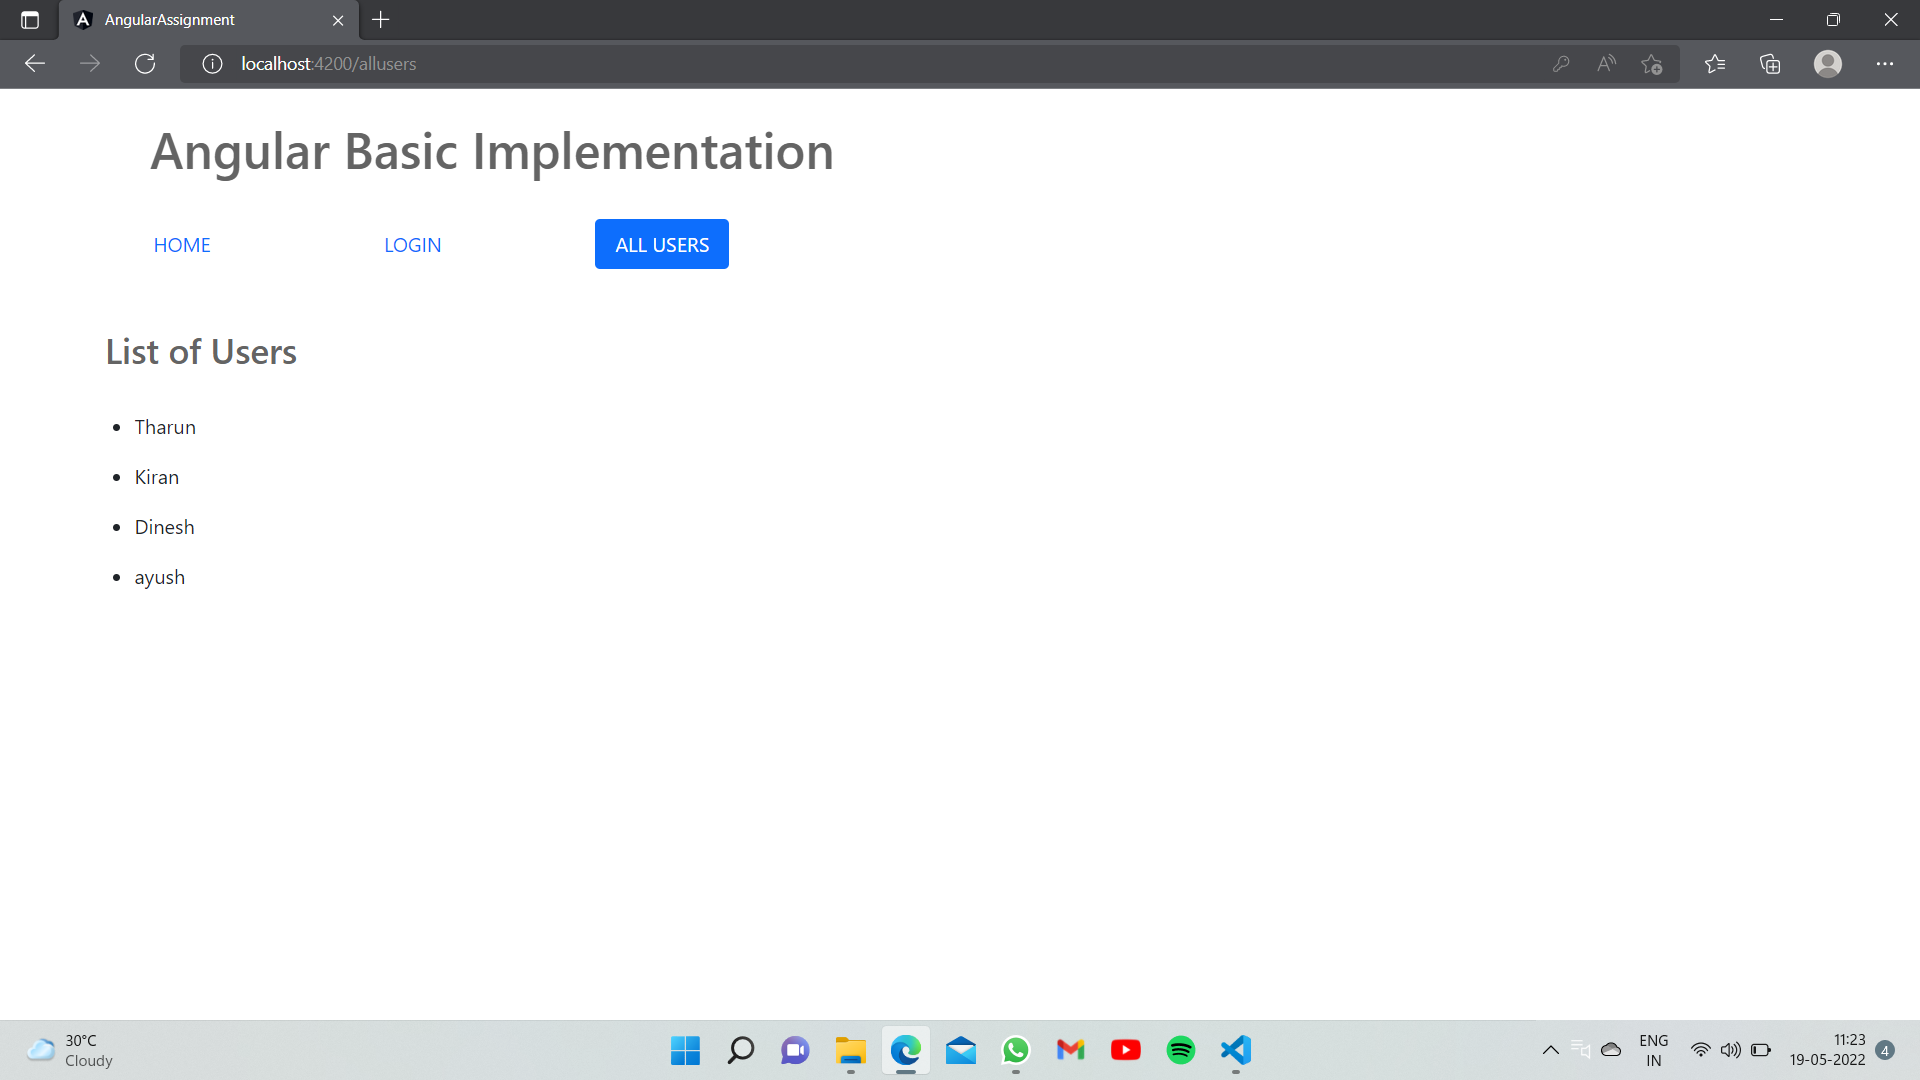 AngularAssignment
localhost:4200/allusers
Angular Basic Implementation
HOME LOGIN ALL USERS
List of Users
Tharun
Kiran
Dinesh
ayush
30°C
Cloudy
ENG
IN
11:23
19-05-2022
4